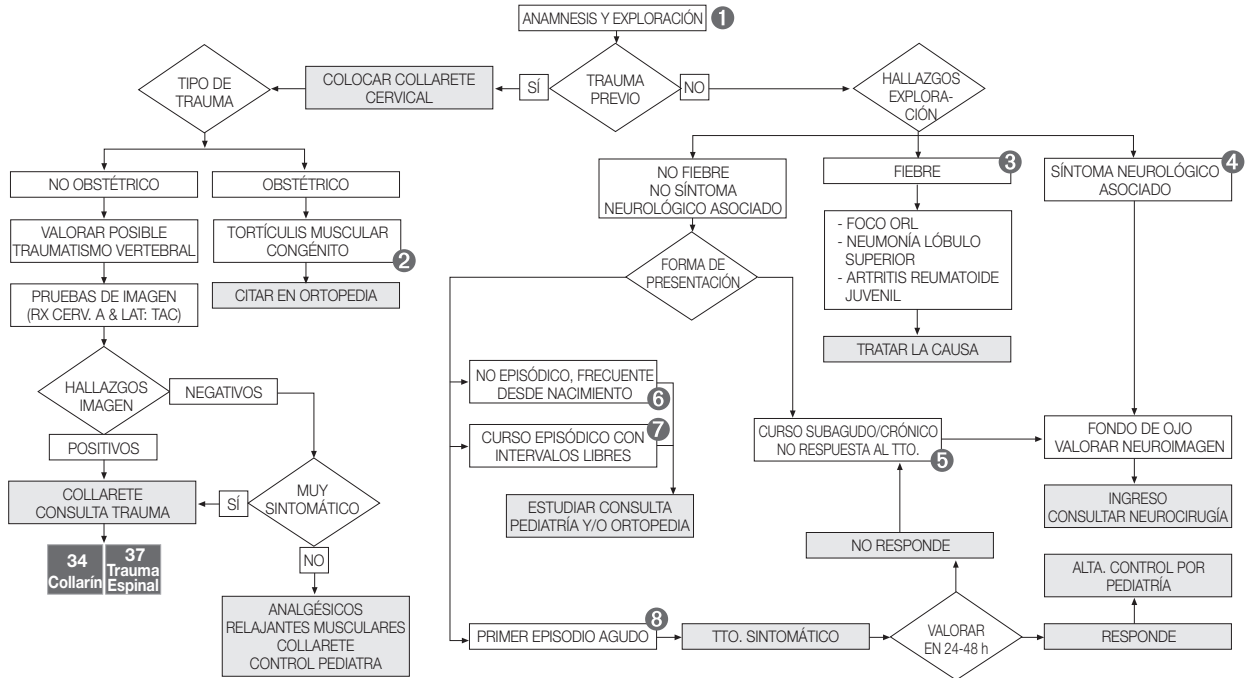 ANAMNESIS Y EXPLORACIÓN 1
TRAUMA
PREVIO
SÍ
NO
COLOCAR COLLARETE
CERVICAL
TIPO DE
TRAUMA
HALLAZGOS
EXPLORA-
CIÓN
NO OBSTÉTRICO
OBSTÉTRICO
VALORAR POSIBLE
TRAUMATISMO VERTEBRAL
TORTÍCULIS MUSCULAR
CONGÉNITO
2
CITAR EN ORTOPEDIA
PRUEBAS DE IMAGEN
(RX CERV. A & LAT: TAC)
HALLAZGOS
IMAGEN
NEGATIVOS
POSITIVOS
COLLARETE
CONSULTA TRAUMA
SÍ
MUY
SINTOMÁTICO
NO
34
Collarín
37
Trauma
Espinal
ANALGÉSICOS
RELAJANTES MUSCULARES
COLLARETE
CONTROL PEDIATRA
NO FIEBRE
NO SÍNTOMA
NEUROLÓGICO ASOCIADO
3
FIEBRE
4
SÍNTOMA NEUROLÓGICO
ASOCIADO
- FOCO ORL
- NEUMONÍA LÓBULO
SUPERIOR
- ARTRITIS REUMATOIDE
JUVENIL
TRATAR LA CAUSA
FORMA DE
PRESENTACIÓN
NO EPISÓDICO, FRECUENTE
DESDE NACIMIENTO
6
7
CURSO EPISÓDICO CON
INTERVALOS LIBRES
ESTUDIAR CONSULTA
PEDIATRÍA Y/O ORTOPEDIA
CURSO SUBAGUDO/CRÓNICO
NO RESPUESTA AL TTO.
5
FONDO DE OJO
VALORAR NEUROIMAGEN
INGRESO
CONSULTAR NEUROCIRUGÍA
NO RESPONDE
ALTA. CONTROL POR
PEDIATRÍA
8
PRIMER EPISODIO AGUDO
TTO. SINTOMÁTICO
VALORAR
EN 24-48 h
RESPONDE